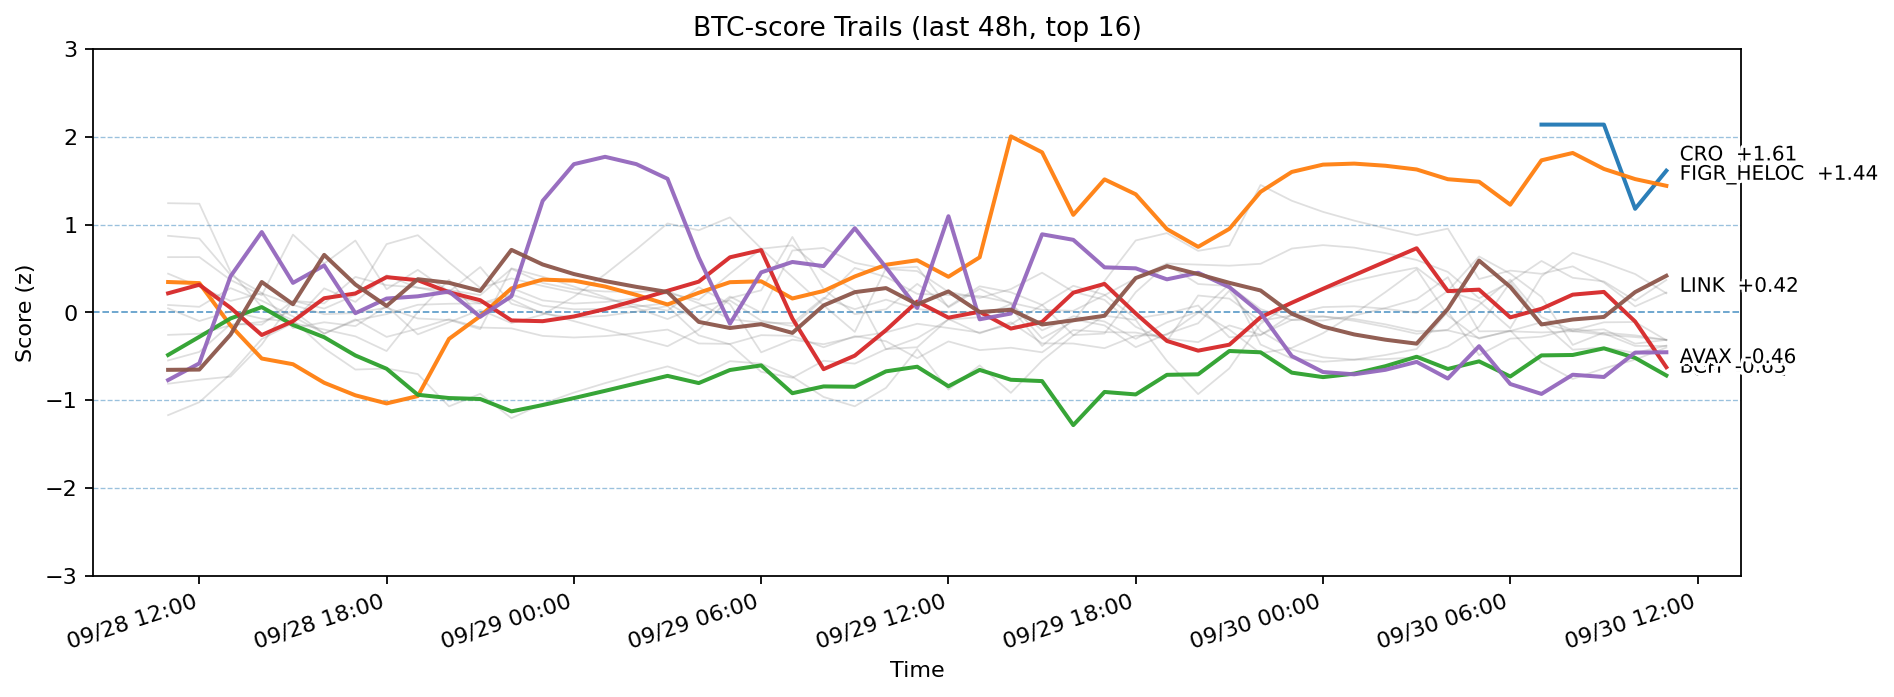 BTC-score Trails (last 48h, top 16)
Score (z)
3
2
1
0
−1
−2
−3
CRO +1.61
FIGR_HELOC +1.44
LINK +0.42
AVAX -0.46
09/28 12:00
09/28 18:00
09/29 00:00
09/29 06:00
09/29 12:00
09/29 18:00
09/30 00:00
09/30 06:00
09/30 12:00
Time